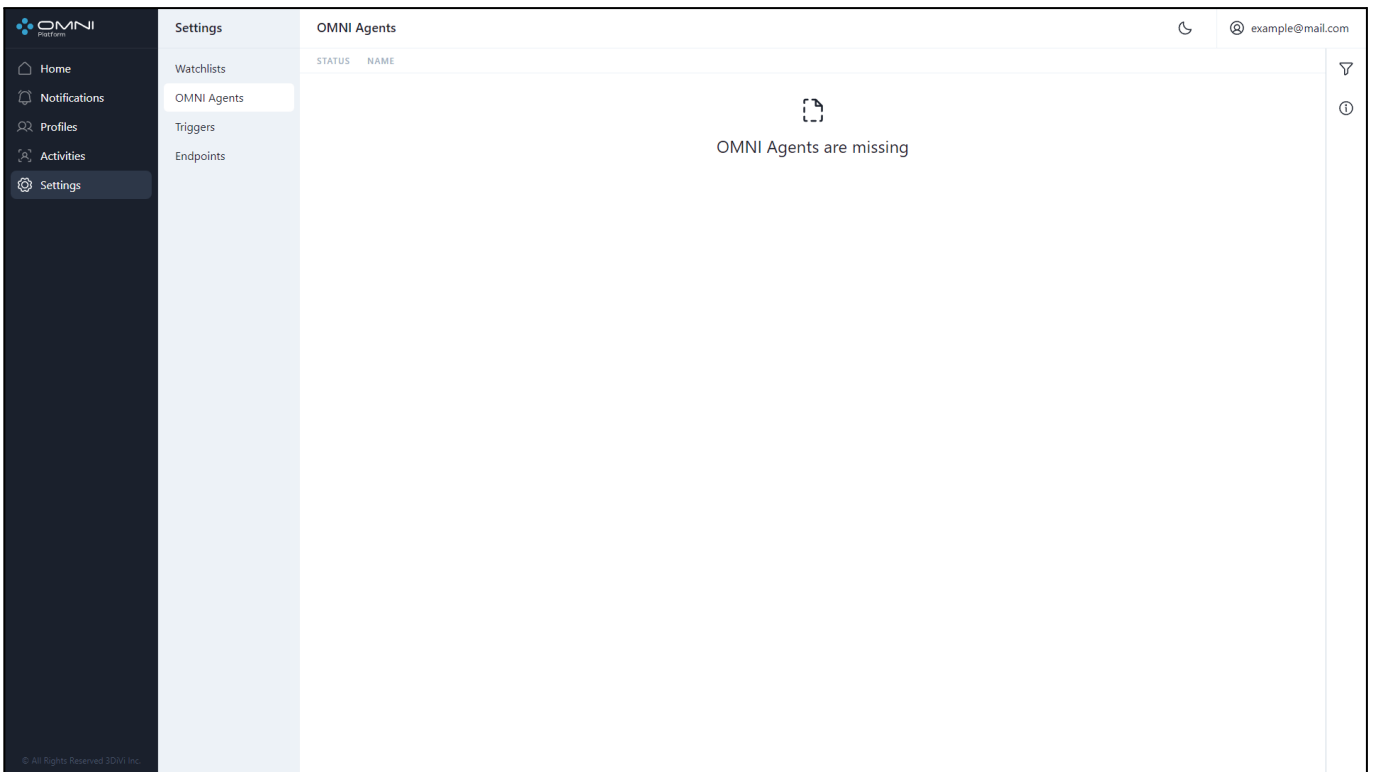 OMNI
Platform
Home
Notifications
Profiles
Activities
Settings
© All Rights Reserved 3DiVi Inc.
Settings
Watchlists
OMNI Agents
Triggers
Endpoints
OMNI Agents
example@mail.com
STATUS NAME
OMNI Agents are missing